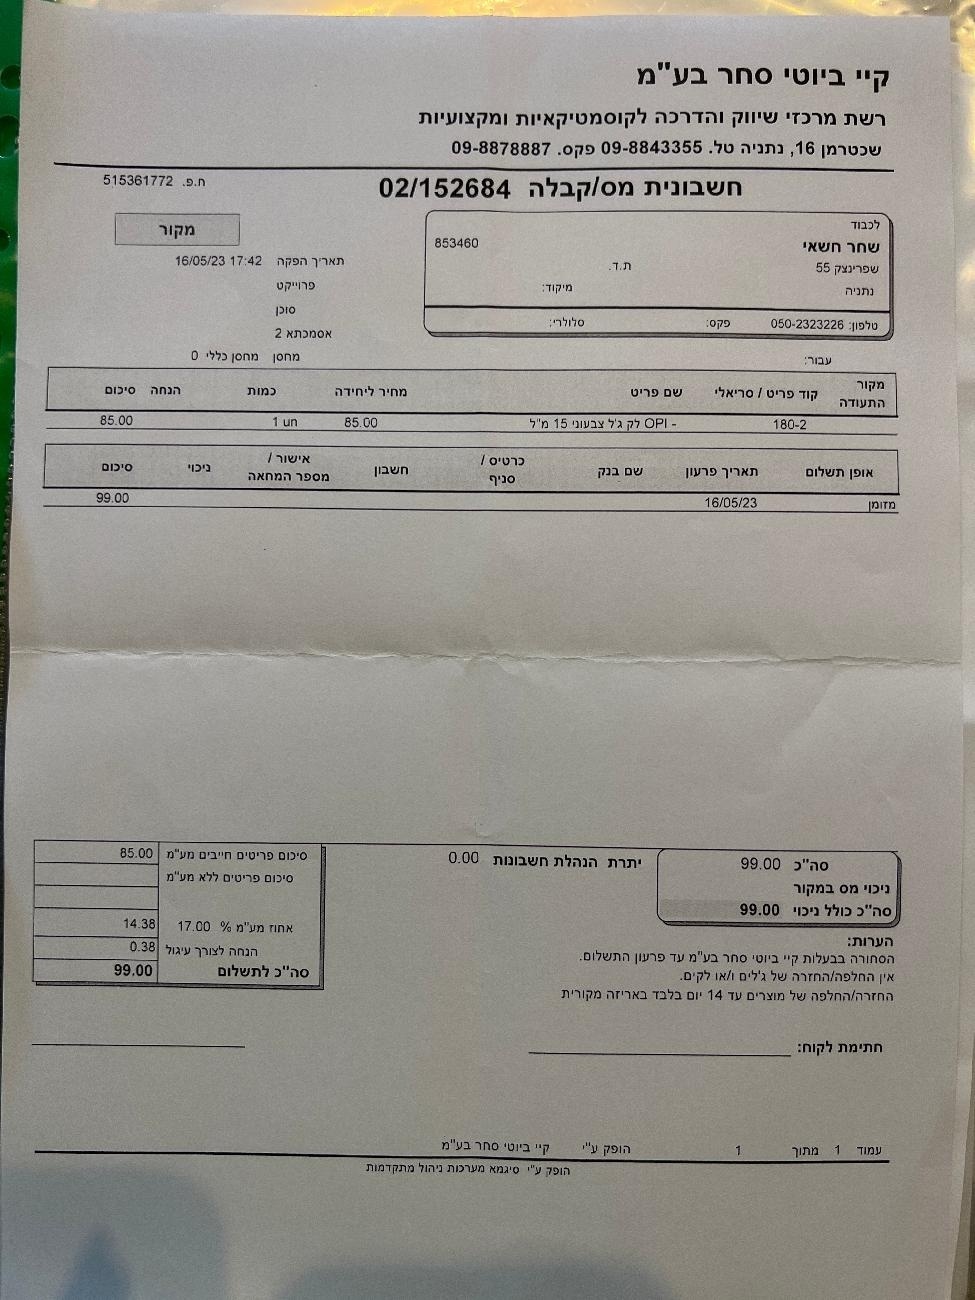 קיי ביוטי סחר בע"מ
רשת מרכזי שיווק והדרכה לקוסמטיקאיות ומקצועיות
שכטרמן 16, נתניה טל. 09-8843355 פקס. 09-8878887
חשבונית מס/קבלה 02/152684
ח.פ. 515361772
מקור
לכבוד
שחר חשאי 853460
שפרינצק 55 ת.ד.
נתניה מיקוד:
טלפון: 050-2323226 פקס: סלולרי:
תאריך הפקה 16/05/23 17:42
פרוייקט
סוכן
אסמכתא 2
מחסן מחסן כללי 0
עבור:
מקור התעודה קוד פריט / סריאלי שם פריט מחיר ליחידה כמות הנחה סיכום
180-2 - OPI לק ג'ל צבעוני 15 מ"ל 85.00 1 un 85.00
אופן תשלום תאריך פרעון שם בנק כרטיס / סניף חשבון אישור / מספר המחאה ניכוי סיכום
מזומן 16/05/23 99.00
סה"כ 99.00
ניכוי מס במקור
סה"כ כולל ניכוי 99.00
יתרת הנהלת חשבונות 0.00
סיכום פריטים חייבים מע"מ 85.00
סיכום פריטים ללא מע"מ
אחוז מע"מ % 17.00 14.38
הנחה לצורך עיגול 0.38
סה"כ לתשלום 99.00
הערות:
הסחורה בבעלות קיי ביוטי סחר בע"מ עד פרעון התשלום.
אין החלפה/החזרה של ג'לים ו/או לקים.
החזרה/החלפה של מוצרים עד 14 יום בלבד באריזה מקורית
חתימת לקוח:
עמוד 1 מתוך 1 הופק ע"י קיי ביוטי סחר בע"מ
הופק ע"י סיגמא מערכות ניהול מתקדמות